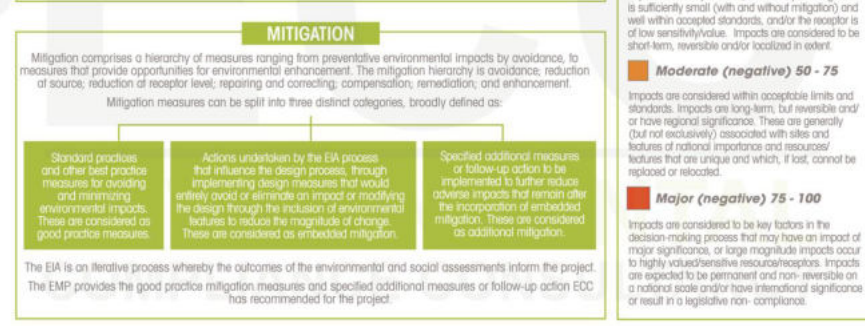 MITIGATION
Mitigation comprises a hierarchy of measures ranging from preventative environmental impacts by avoidance, to
measures that provide opportunities for environmental enhancement. The mitigation hierarchy is avoidance; reduction
at source; reduction at receptor level; repairing and correcting; compensation; remediation; and enhancement.
Mitigation measures can be split into three distinct categories, broadly defined as:
Standard practices
and other best practice
measures for avoiding
and minimizing
environmental impacts.
These are considered as
good practice measures.
Actions undertaken by the EIA process
that influence the design process, through
implementing design measures that would
entirely avoid or eliminate an impact or modifying
the design through the inclusion of environmental
features to reduce the magnitude of change.
These are considered as embedded mitigation.
Specified additional measures
or follow-up action to be
implemented to further reduce
adverse impacts that remain after
the incorporation of embedded
mitigation. These are considered
as additional mitigation.
The EIA is an iterative process whereby the outcomes of the environmental and social assessments inform the project.
The EMP provides the good practice mitigation measures and specified additional measures or follow-up action ECC
has recommended for the project.
is sufficiently small (with and without mitigation) and
well within accepted standards, and/or the receptor is
of low sensitivity/value. Impacts are considered to be
short-term, reversible and/or localized in extent.
Moderate (negative) 50 - 75
Impacts are considered within acceptable limits and
standards. Impacts are long-term, but reversible and/
or have regional significance. These are generally
(but not exclusively) associated with sites and
features of national importance and resources/
features that are unique and which, if lost, cannot be
replaced or relocated.
Major (negative) 75 - 100
Impacts are considered to be key factors in the
decision-making process that may have an impact of
major significance, or large magnitude impacts occur
to highly valued/sensitive resource/receptors. Impacts
are expected to be permanent and non- reversible on
a national scale and/or have international significance
or result in a legislative non- compliance.